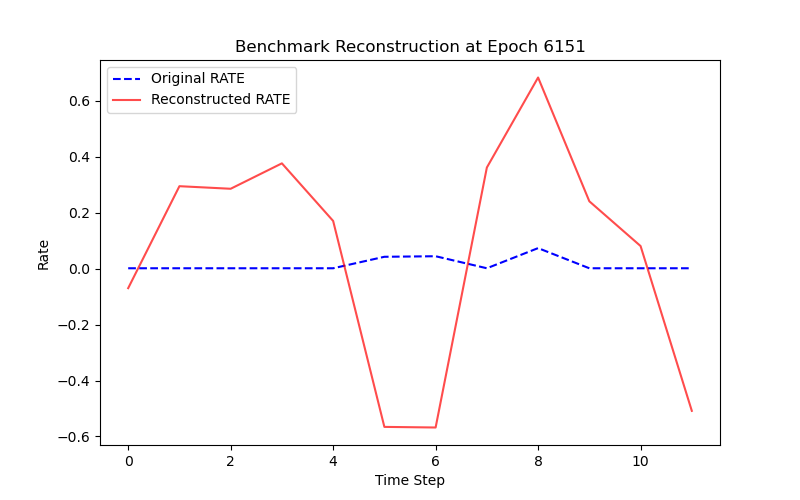 Benchmark Reconstruction at Epoch 6151
Original RATE
Reconstructed RATE
0.6
0.4
0.2
0.0
−0.2
−0.4
−0.6
Rate
0
2
4
6
8
10
Time Step